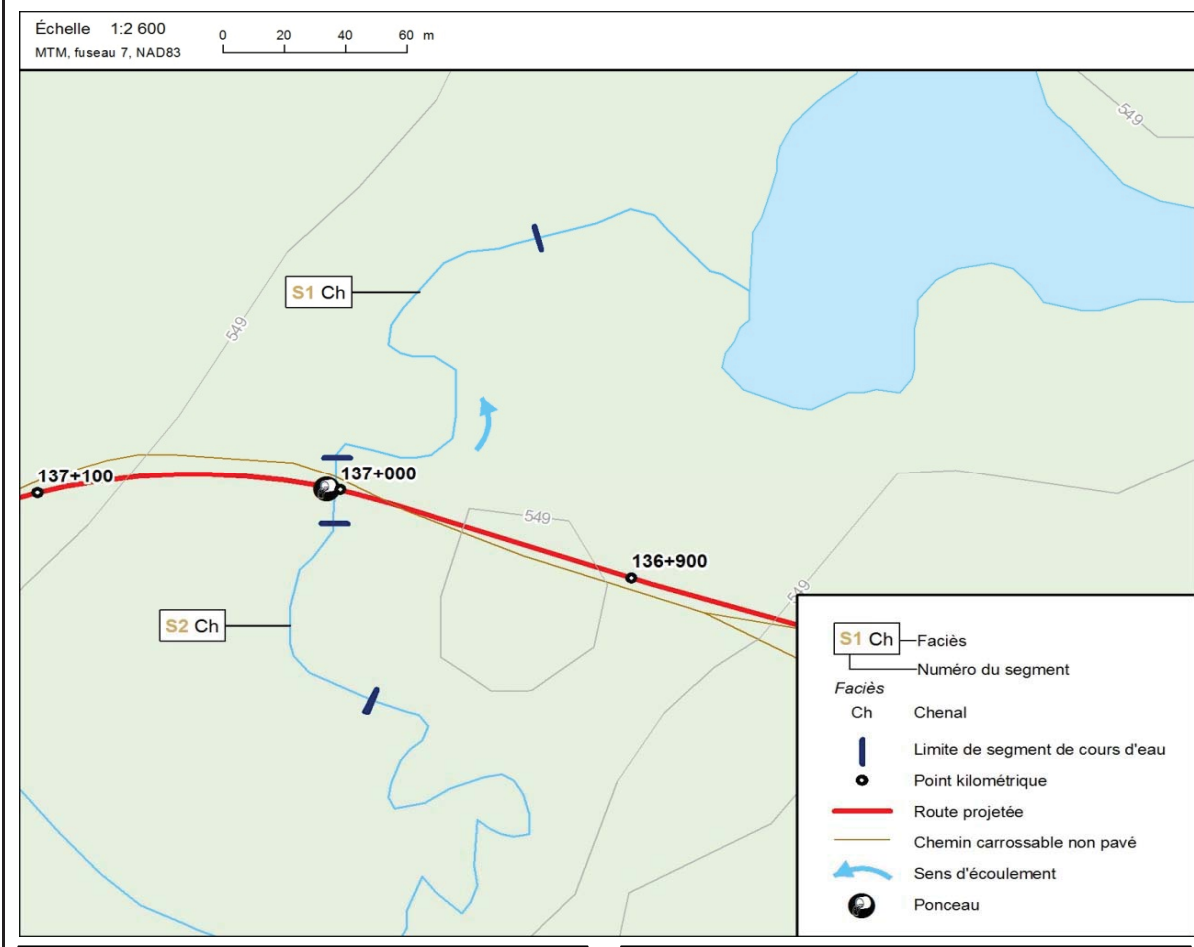 Échelle 1:2 600
MTM, fuseau 7, NAD83
0 20 40 60 m
549
S1 Ch
549
137+100
137+000
549
136+900
549
S2 Ch
S1 Ch Faciès
Numéro du segment
Faciès
Ch Chenal
Limite de segment de cours d'eau
Point kilométrique
Route projetée
Chemin carrossable non pavé
Sens d'écoulement
Ponceau